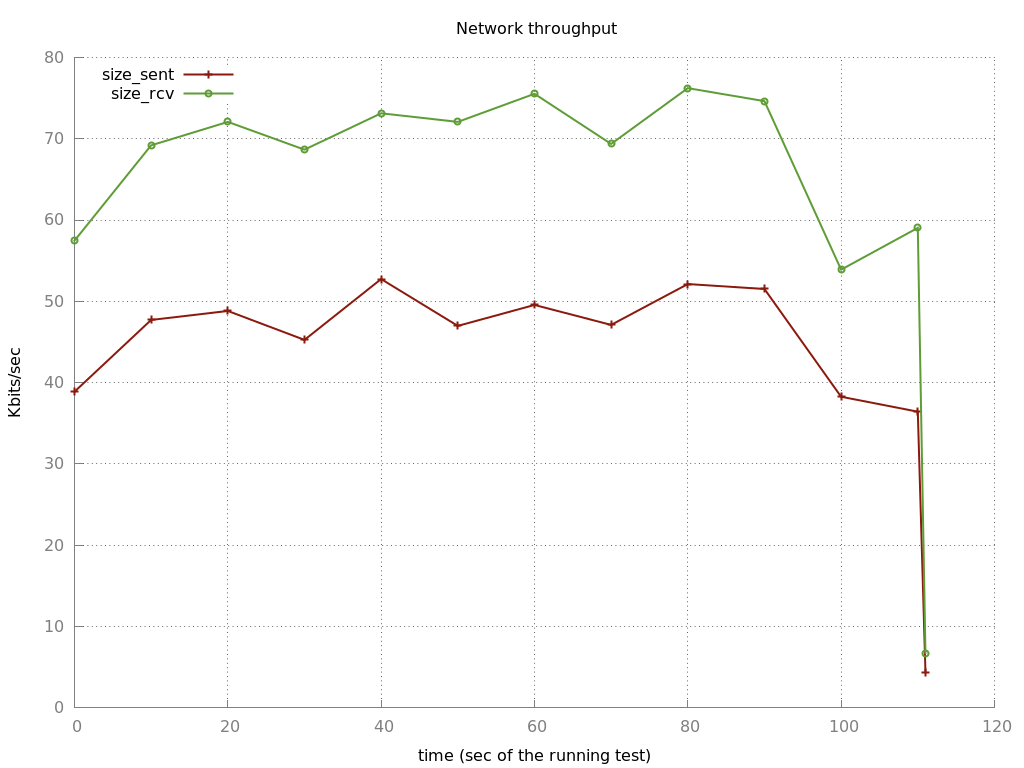 Network throughput
size_sent
size_rcv
80
70
60
50
40
30
20
10
0
Kbits/sec
0 20 40 60 80 100 120
time (sec of the running test)